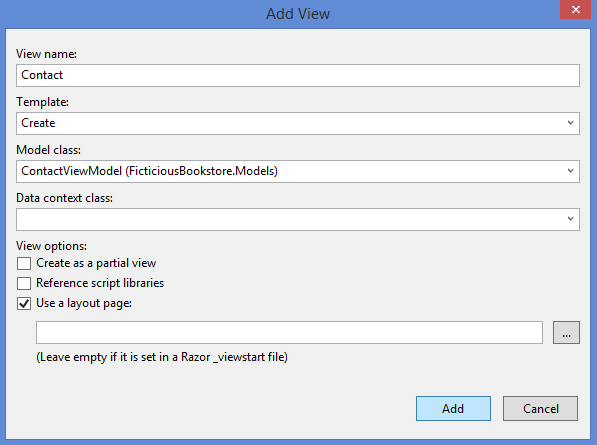 Add View
View name:
Contact
Template:
Create
Model class:
ContactViewModel (FicticiousBookstore.Models)
Data context class:
View options:
Create as a partial view
Reference script libraries
Use a layout page:
...
(Leave empty if it is set in a Razor _viewstart file)
Add Cancel